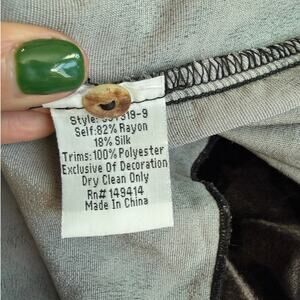 Style:
Self:82% Rayon
18% Silk
Trims:100% Polyester
Exclusive Of Decoration
Dry Clean Only
Rn# 149414
Made In China